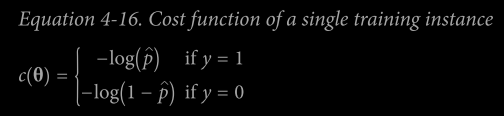 Equation 4-16. Cost function of a single training instance
c(θ) = { −log(p̂) if y = 1
−log(1 − p̂) if y = 0